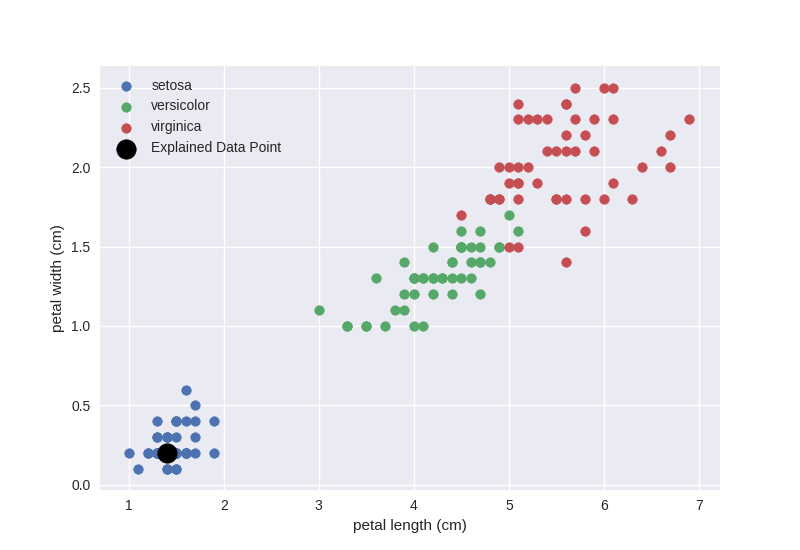 setosa
versicolor
virginica
Explained Data Point
2.5
2.0
1.5
1.0
0.5
0.0
petal width (cm)
1 2 3 4 5 6 7
petal length (cm)